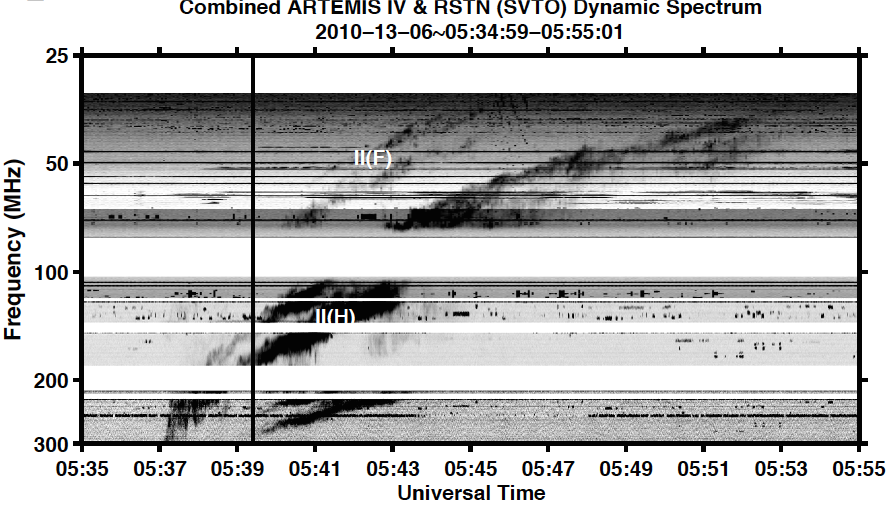 Combined ARTEMIS IV & RSTN (SVTO) Dynamic Spectrum
2010–13–06~05:34:59–05:55:01
25
50
100
200
300
Frequency (MHz)
II(F)
II(H)
05:35 05:37 05:39 05:41 05:43 05:45 05:47 05:49 05:51 05:53 05:55
Universal Time